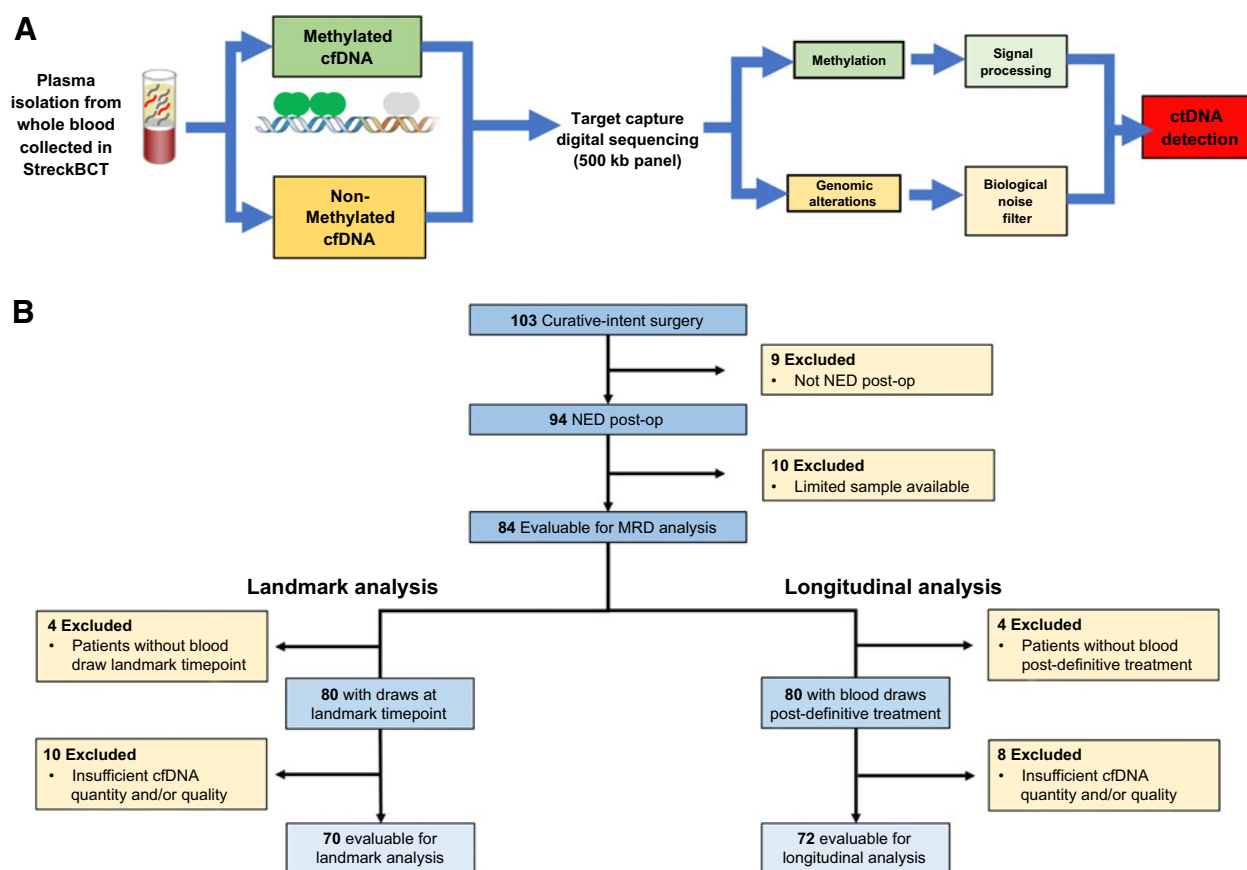 A
Plasma
isolation from
whole blood
collected in
StreckBCT
Methylated
cfDNA
Non-
Methylated
cfDNA
Target capture
digital sequencing
(500 kb panel)
Methylation
Signal
processing
Genomic
alterations
Biological
noise
filter
ctDNA
detection
B
103 Curative-intent surgery
9 Excluded
• Not NED post-op
94 NED post-op
10 Excluded
• Limited sample available
84 Evaluable for MRD analysis
Landmark analysis
4 Excluded
• Patients without blood
draw landmark timepoint
80 with draws at
landmark timepoint
10 Excluded
• Insufficient cfDNA
quantity and/or quality
70 evaluable for
landmark analysis
Longitudinal analysis
4 Excluded
• Patients without blood
post-definitive treatment
80 with blood draws
post-definitive treatment
8 Excluded
• Insufficient cfDNA
quantity and/or quality
72 evaluable for
longitudinal analysis